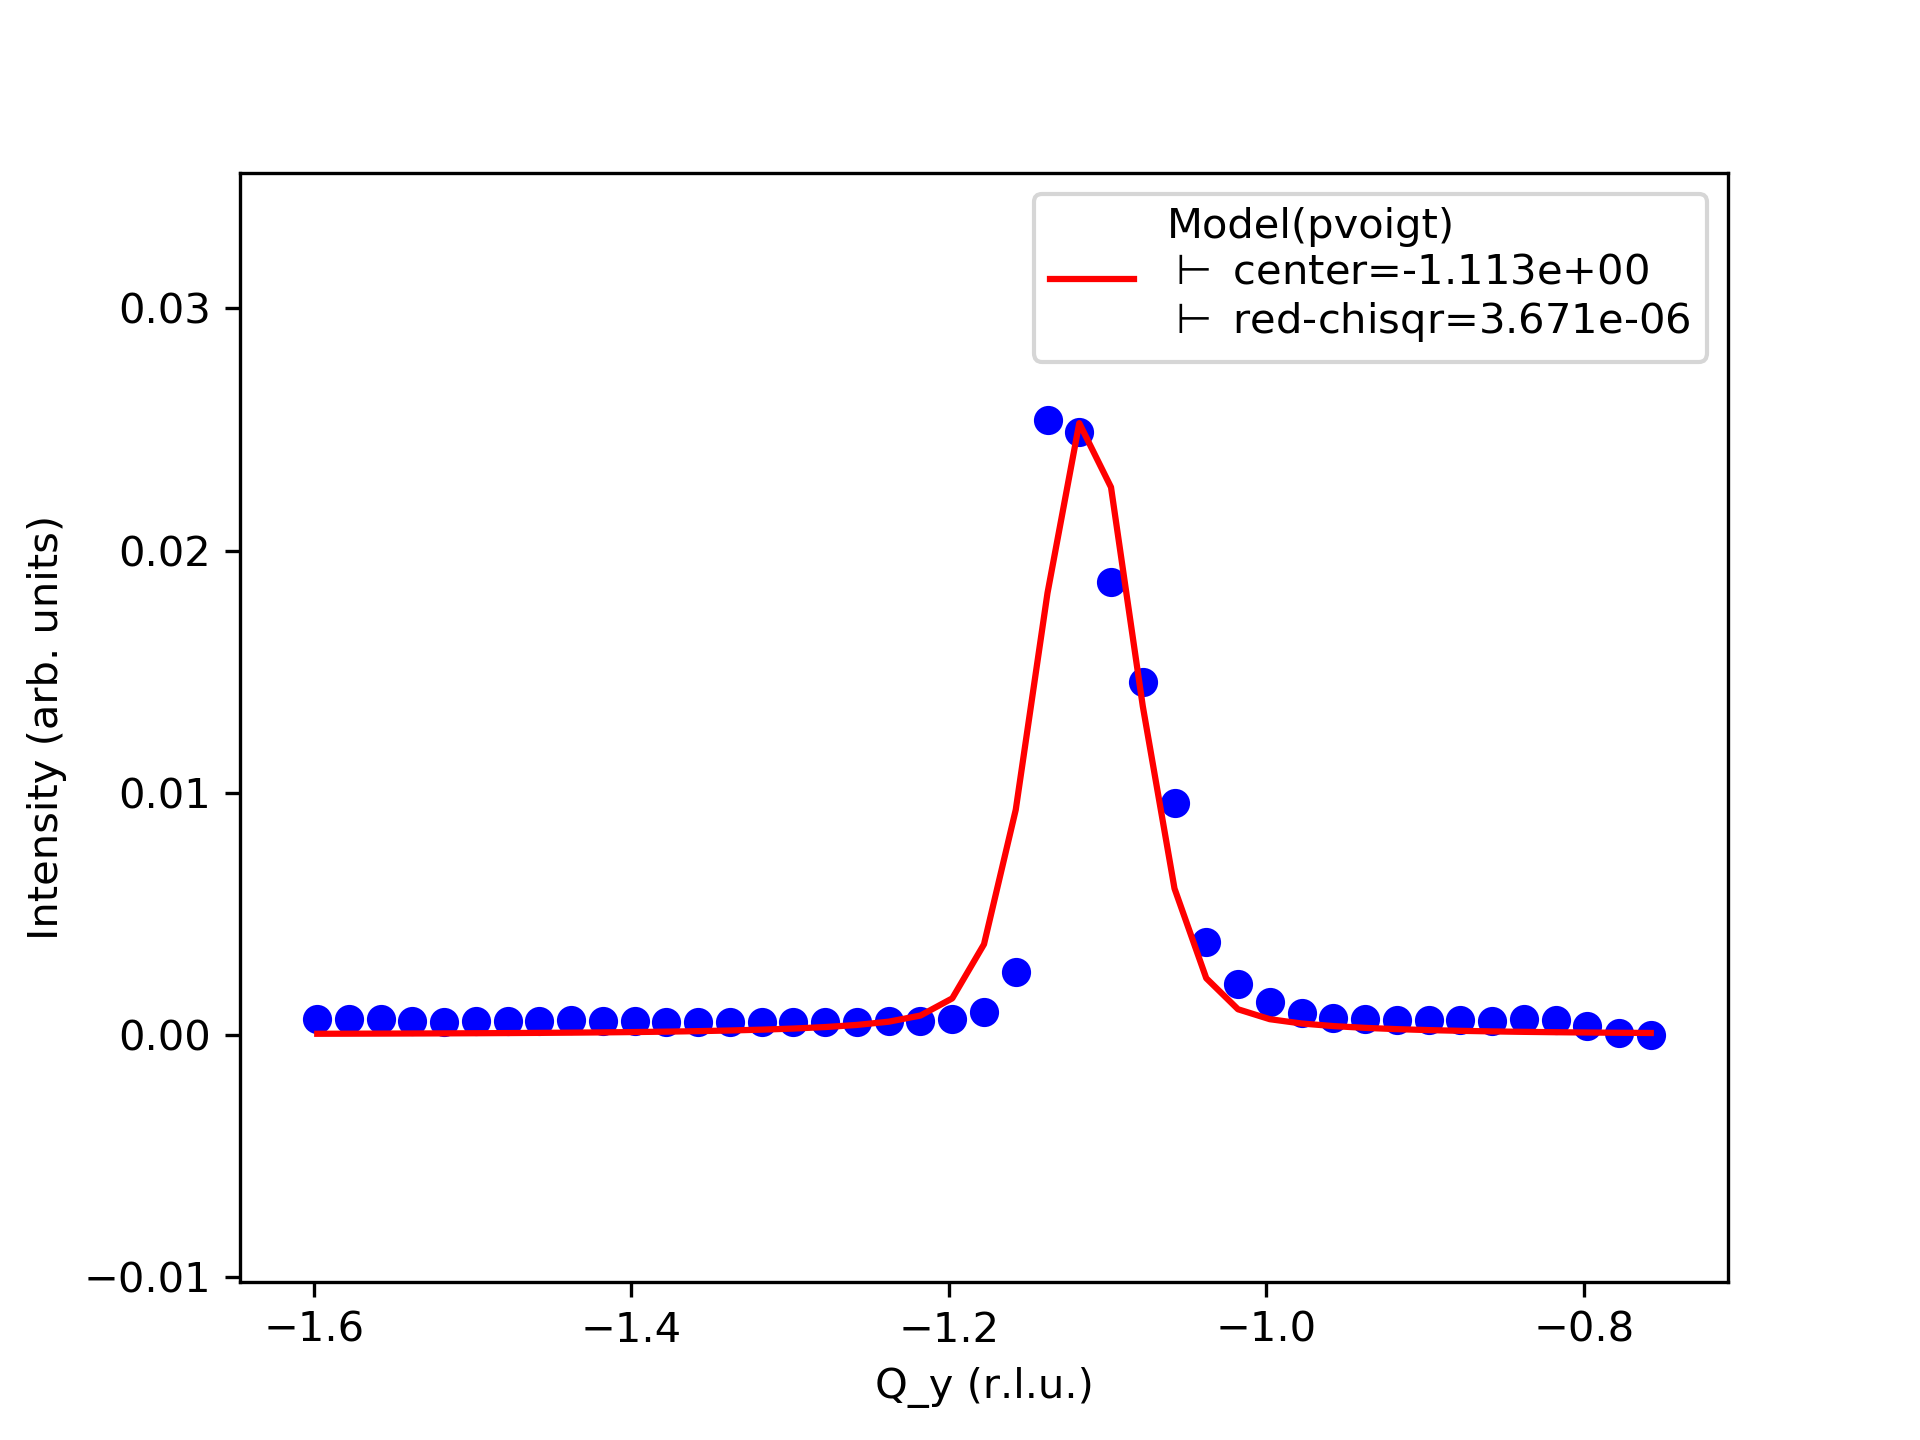 Model(pvoigt)
⊢ center=-1.113e+00
⊢ red-chisqr=3.671e-06
0.03
0.02
0.01
0.00
−0.01
Intensity (arb. units)
−1.6 −1.4 −1.2 −1.0 −0.8
Q_y (r.l.u.)